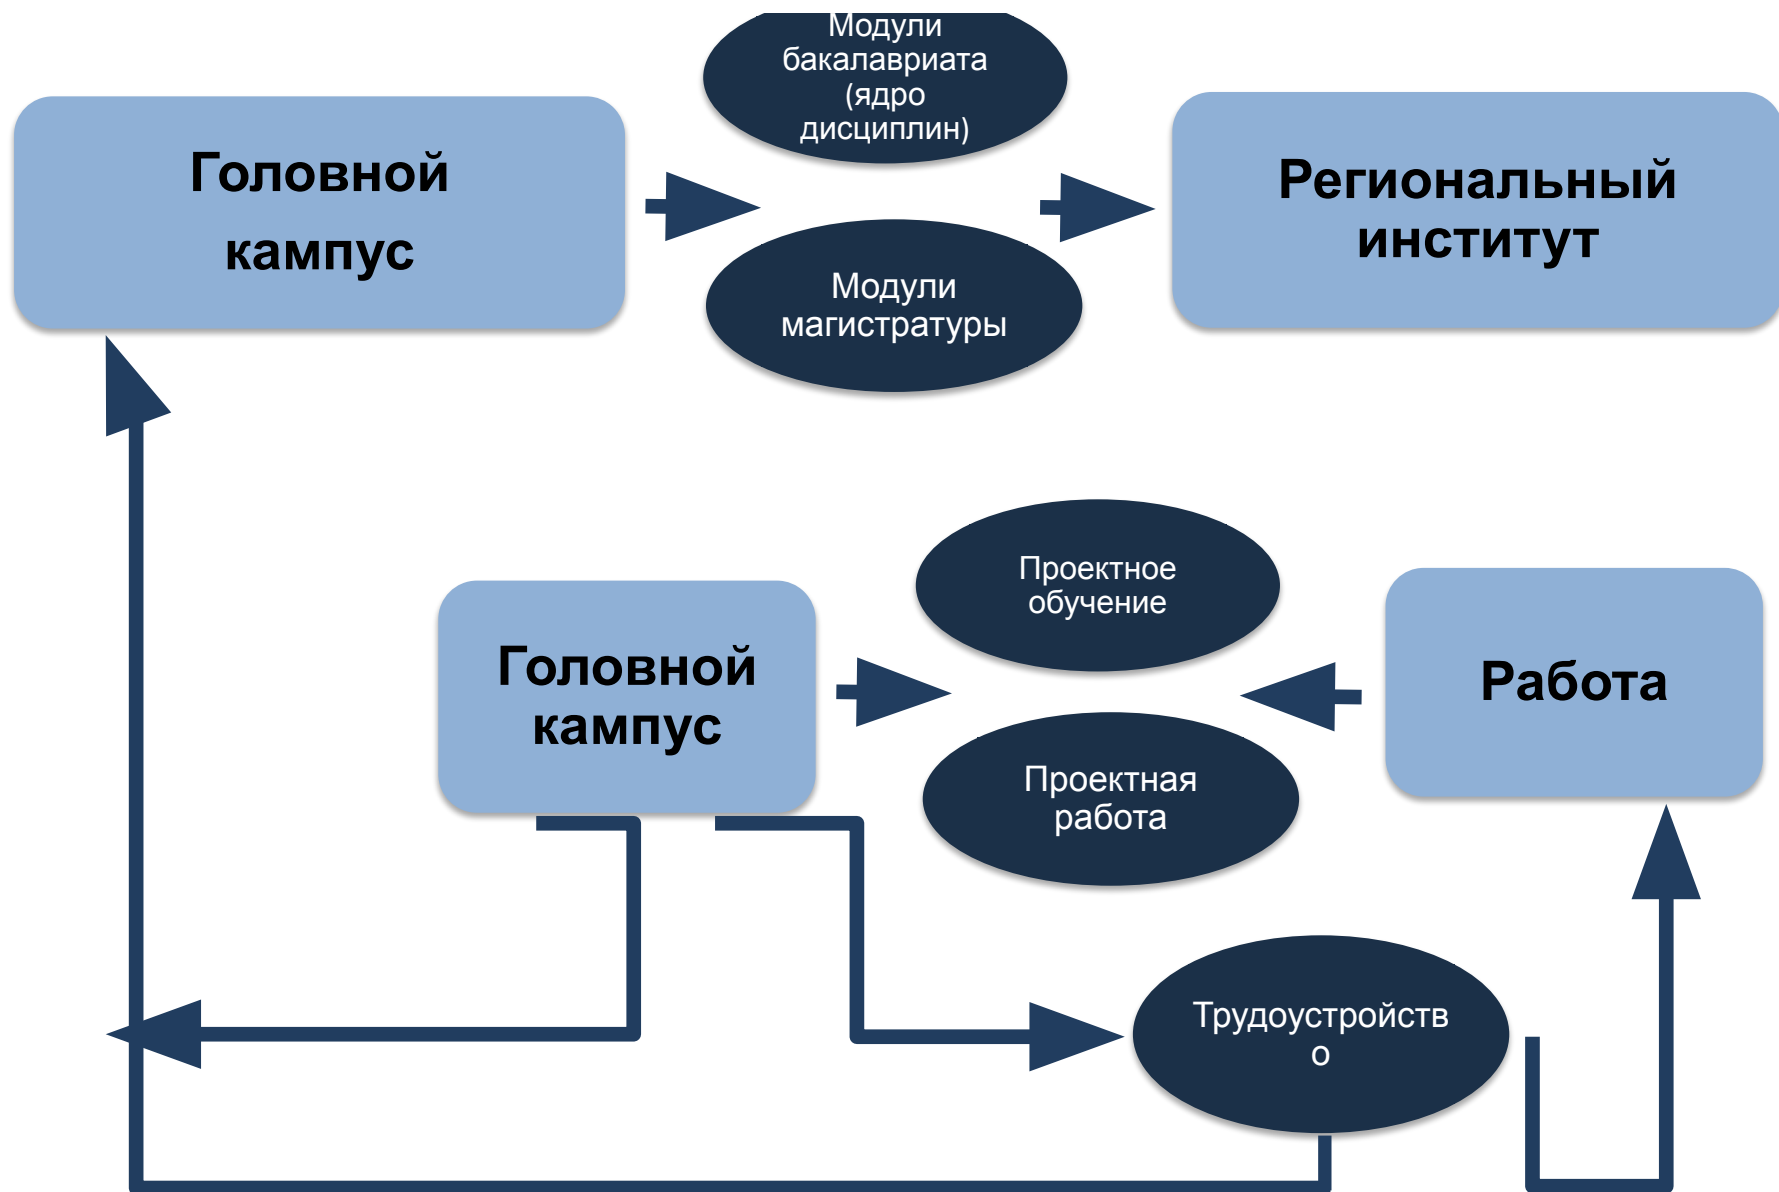 Модули
бакалавриата
(ядро
дисциплин)
Головной
кампус
Региональный
институт
Модули
магистратуры
Проектное
обучение
Головной
кампус
Работа
Проектная
работа
Трудоустройств
о